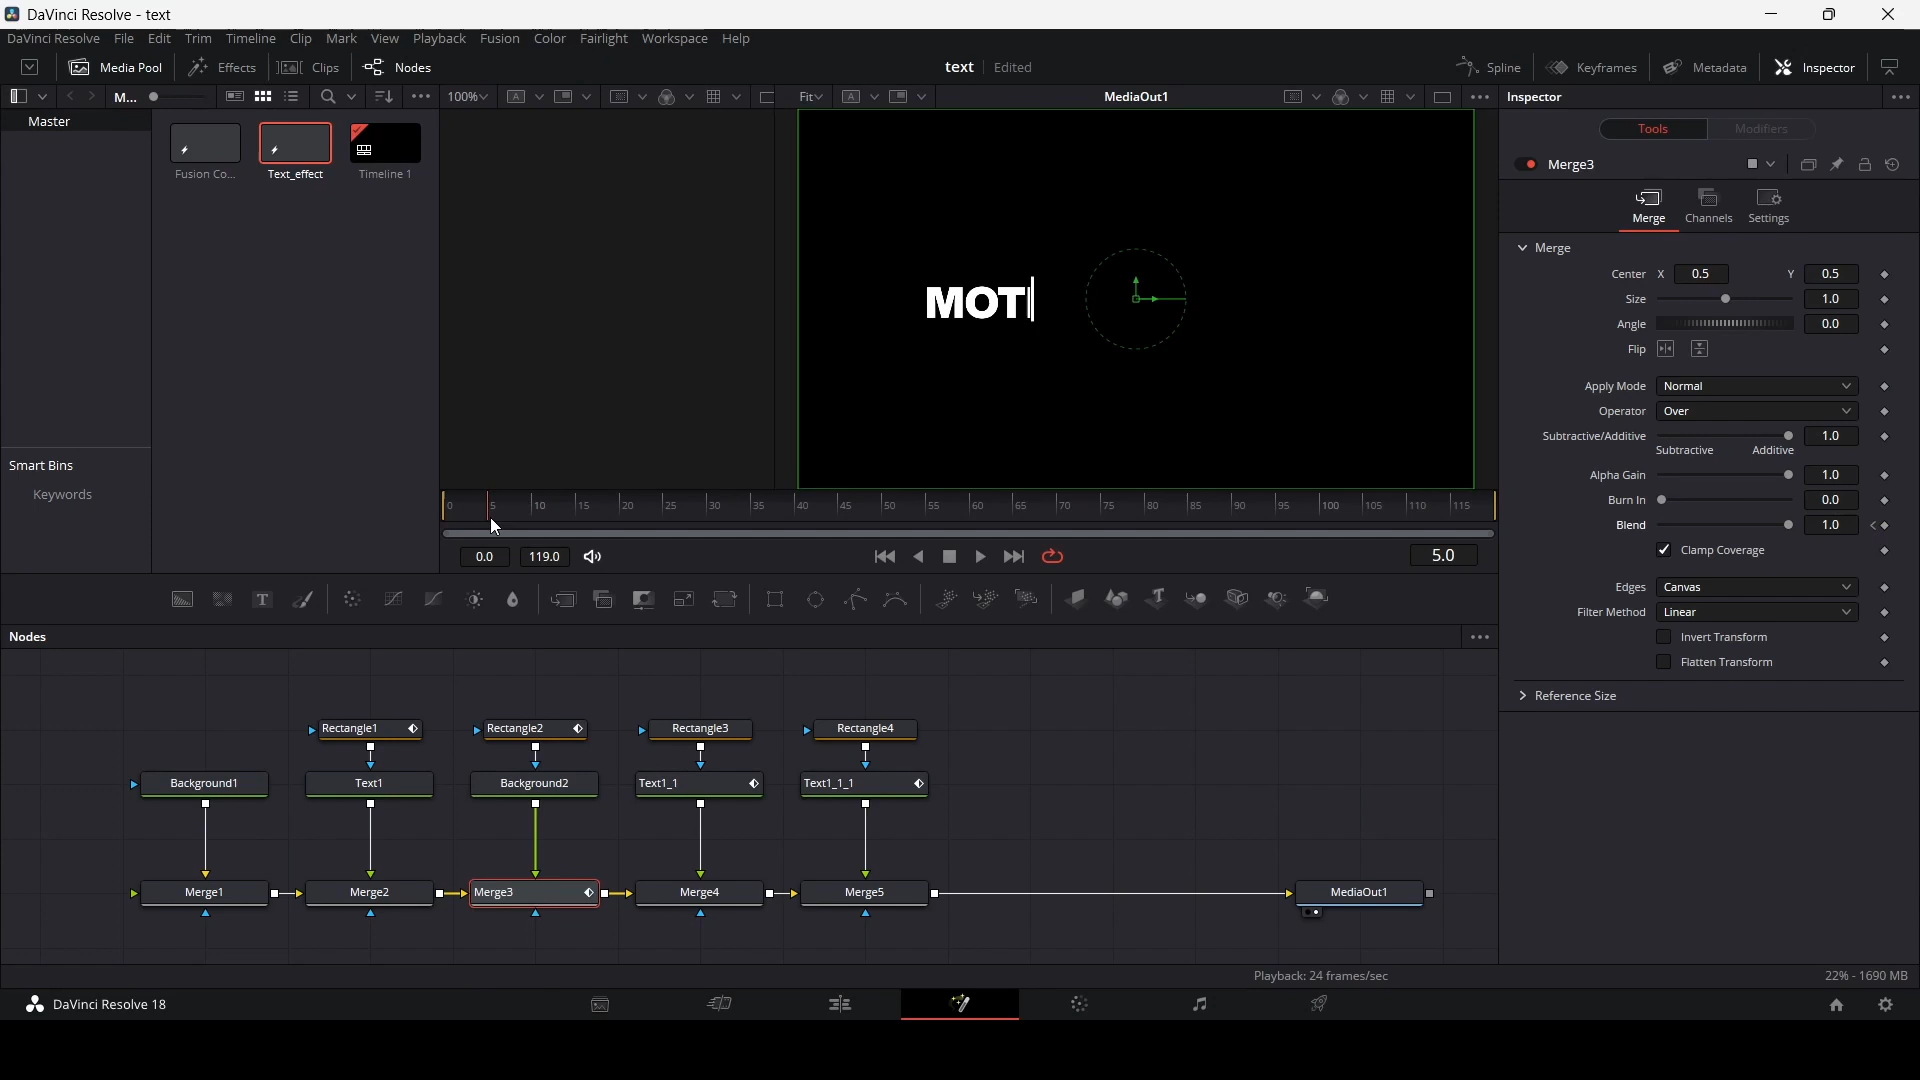 DaVinci Resolve - text
DaVinci Resolve File Edit Trim Timeline Clip Mark View Playback Fusion Color Fairlight Workspace Help
Media Pool Effects Clips Nodes text Edited Spline Keyframes Metadata Inspector
M... 100% A Fit A MediaOut1 Inspector
Master
Tools Modifiers
Fusion Co... Text_effect Timeline 1
Merge3
Merge Channels Settings
Merge
Center X 0.5 Y 0.5
Size 1.0
MOT
Angle 0.0
Flip
Apply Mode Normal
Operator Over
Subtractive/Additive 1.0
Subtractive Additive
Smart Bins
Keywords
Alpha Gain 1.0
Burn In 0.0
0 5 10 15 20 25 30 35 40 45 50 55 60 65 70 75 80 85 90 95 100 105 110 115
Blend 1.0
0.0 119.0 5.0
Clamp Coverage
Edges Canvas
Filter Method Linear
Invert Transform
Flatten Transform
Reference Size
Nodes
Rectangle1 Rectangle2 Rectangle3 Rectangle4
Background1 Text1 Background2 Text1_1 Text1_1_1
Merge1 Merge2 Merge3 Merge4 Merge5 MediaOut1
Playback: 24 frames/sec 22% - 1690 MB
DaVinci Resolve 18